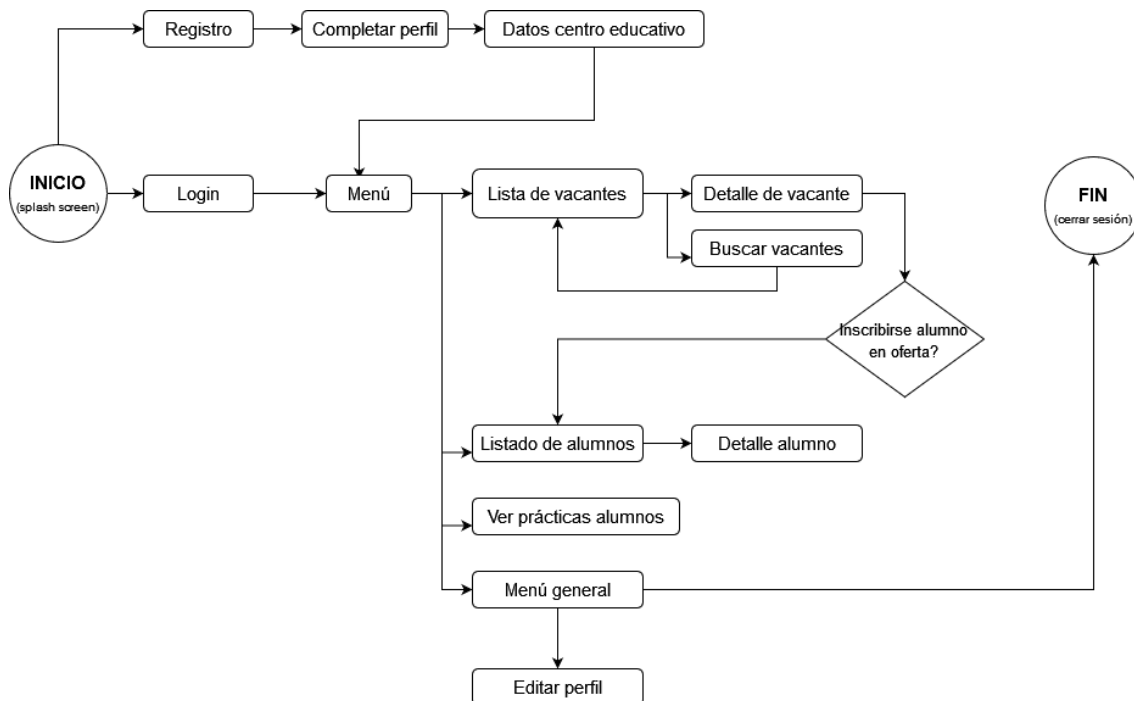 Registro
Completar perfil
Datos centro educativo
INICIO
(splash screen)
Login
Menú
Lista de vacantes
Detalle de vacante
FIN
(cerrar sesión)
Buscar vacantes
Inscribirse alumno
en oferta?
Listado de alumnos
Detalle alumno
Ver prácticas alumnos
Menú general
Editar perfil